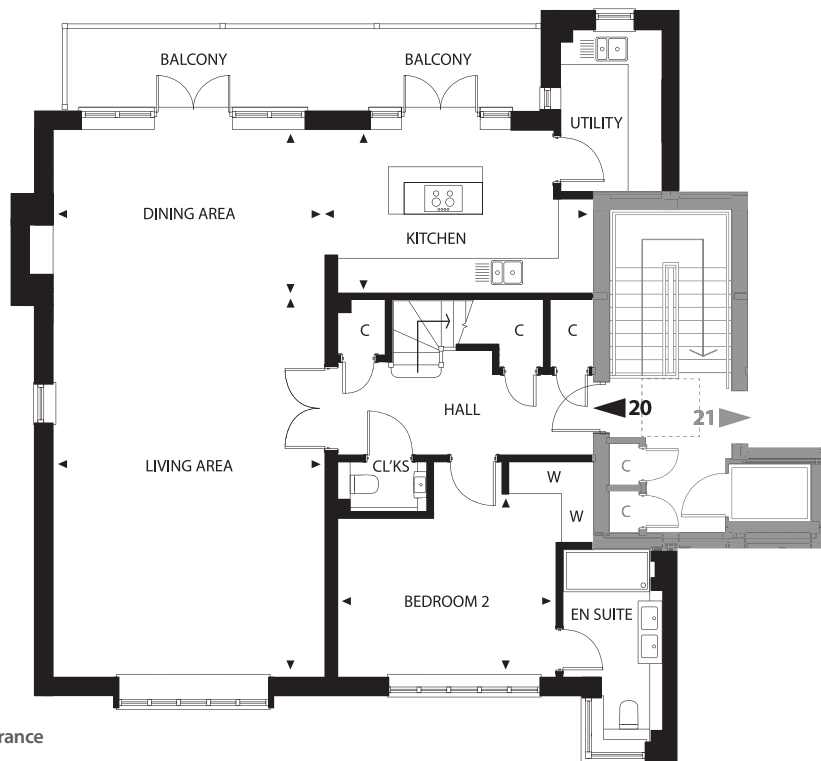 BALCONY
BALCONY
UTILITY
DINING AREA
KITCHEN
C
C
C
HALL
20
21
LIVING AREA
CL'KS
W
W
C
C
BEDROOM 2
EN SUITE
rance